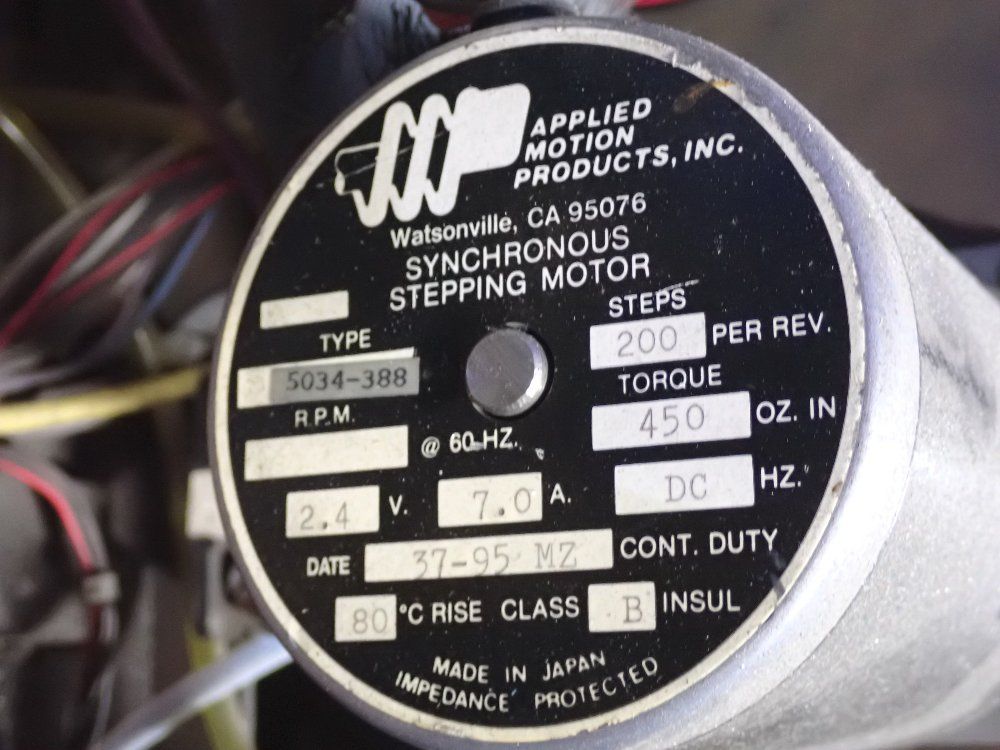 APPLIED
MOTION
PRODUCTS, INC.
Watsonville, CA 95076
SYNCHRONOUS
STEPPING MOTOR
STEPS
200 PER REV.
TYPE
5034-388
TORQUE
450 OZ. IN
R.P.M.
@ 60 HZ.
2.4 V. 7.0 A. DC HZ.
DATE 37-95 MZ CONT. DUTY
80 °C RISE CLASS B INSUL
MADE IN JAPAN
IMPEDANCE PROTECTED